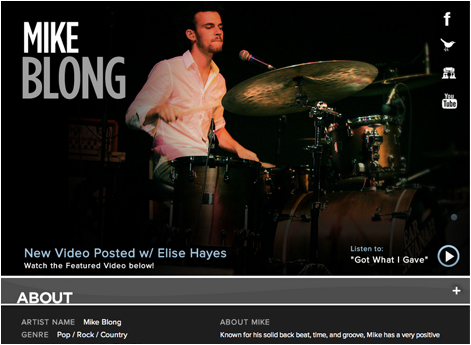 MIKE
BLONG
f
You
Tube
New Video Posted w/ Elise Hayes
Watch the Featured Video below!
Listen to:
"Got What I Gave"
ABOUT
+
ARTIST NAME Mike Blong
GENRE Pop / Rock / Country
ABOUT MIKE
Known for his solid back beat, time, and groove, Mike has a very positive